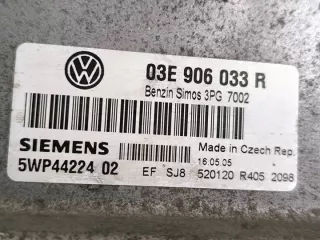 03E 906 033 R
Benzin Simos 3PG 7002
SIEMENS
Made in Czech Rep.
16.05.05
5WP44224 02
EF SJ8 520120 R405 2098